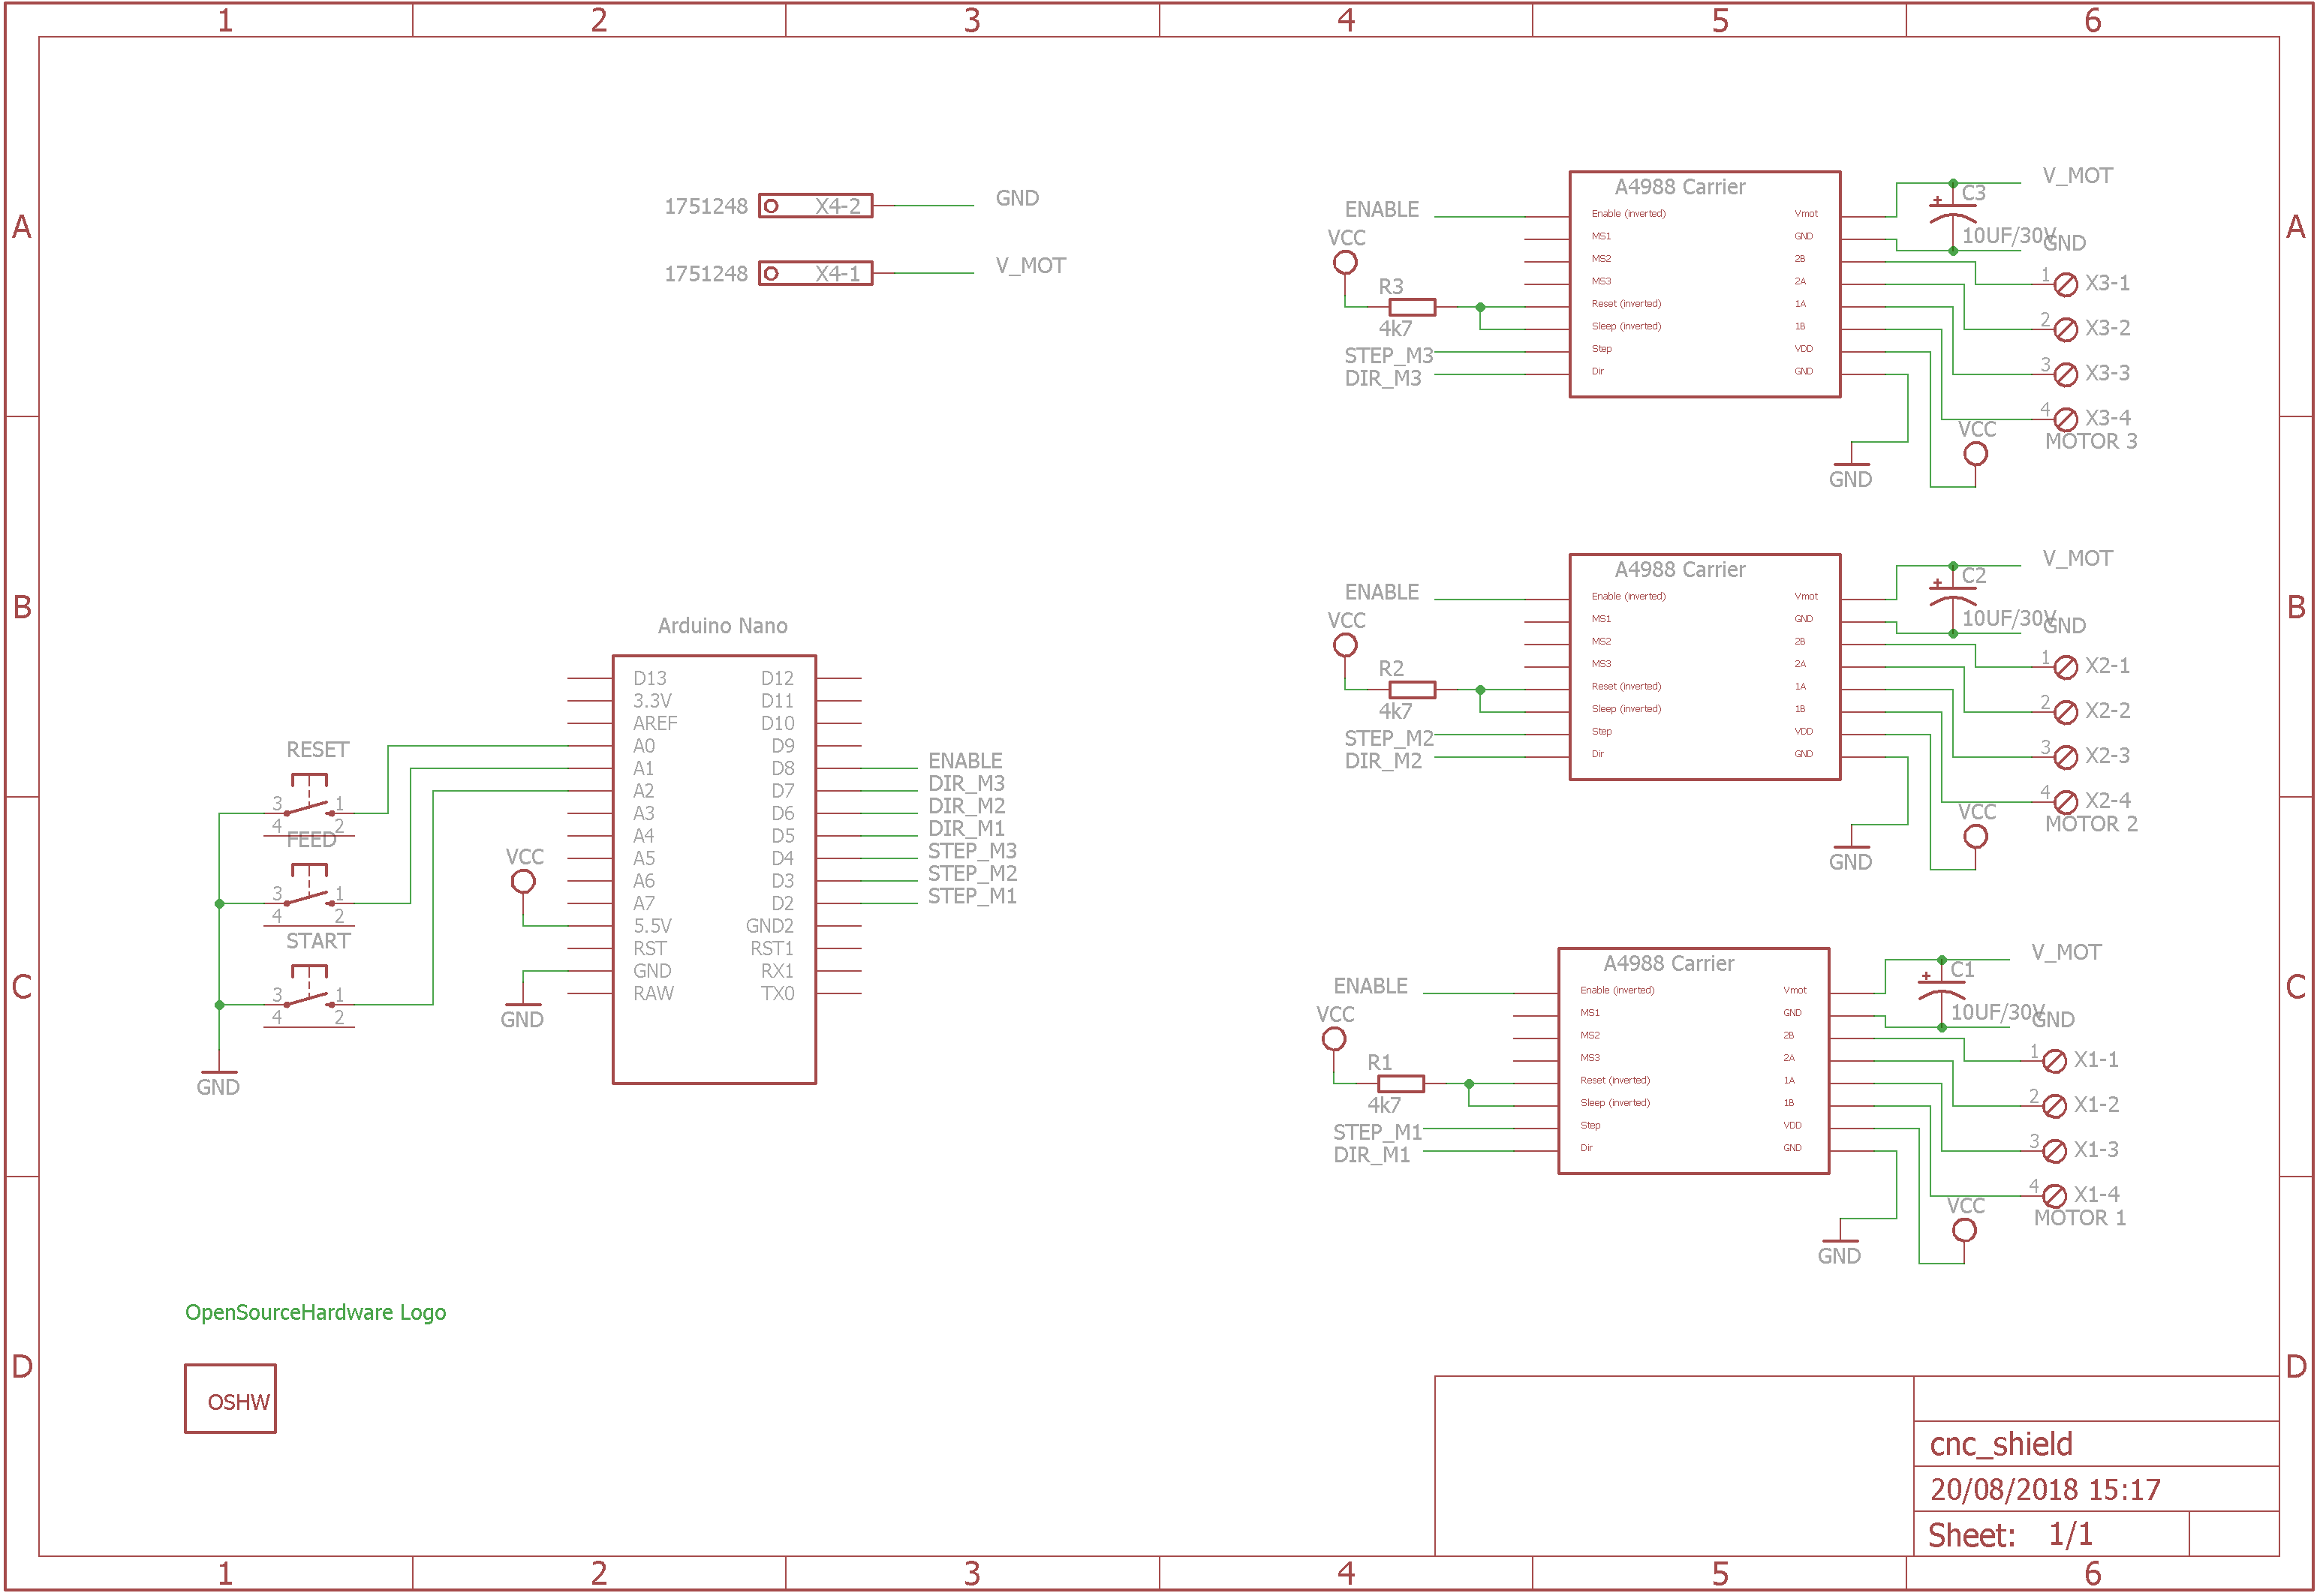 1 2 3 4 5 6
A
A
B
B
C
C
D
D
1751248 X4-2 GND
1751248 X4-1 V_MOT
A4988 Carrier
ENABLE
VCC
R3
4k7
STEP_M3
DIR_M3
Enable (inverted)
MS1
MS2
MS3
Reset (inverted)
Sleep (inverted)
Step
Dir
Vmot
GND
2B
2A
1A
1B
VDD
GND
V_MOT
+ C3
10UF/30V
GND
1 X3-1
2 X3-2
3 X3-3
4 X3-4
MOTOR 3
VCC
GND
A4988 Carrier
ENABLE
VCC
R2
4k7
STEP_M2
DIR_M2
Enable (inverted)
MS1
MS2
MS3
Reset (inverted)
Sleep (inverted)
Step
Dir
Vmot
GND
2B
2A
1A
1B
VDD
GND
V_MOT
+ C2
10UF/30V
GND
1 X2-1
2 X2-2
3 X2-3
4 X2-4
MOTOR 2
VCC
GND
Arduino Nano
D13 D12
3.3V D11
AREF D10
A0 D9
A1 D8 ENABLE
A2 D7 DIR_M3
A3 D6 DIR_M2
A4 D5 DIR_M1
A5 D4 STEP_M3
A6 D3 STEP_M2
A7 D2 STEP_M1
5.5V GND2
RST RST1
GND RX1
RAW TX0
VCC
GND
RESET
3 1
4 2
FEED
3 1
4 2
START
3 1
4 2
GND
A4988 Carrier
ENABLE
VCC
R1
4k7
STEP_M1
DIR_M1
Enable (inverted)
MS1
MS2
MS3
Reset (inverted)
Sleep (inverted)
Step
Dir
Vmot
GND
2B
2A
1A
1B
VDD
GND
V_MOT
+ C1
10UF/30V
GND
1 X1-1
2 X1-2
3 X1-3
4 X1-4
MOTOR 1
VCC
GND
OpenSourceHardware Logo
OSHW
cnc_shield
20/08/2018 15:17
Sheet: 1/1
1 2 3 4 5 6